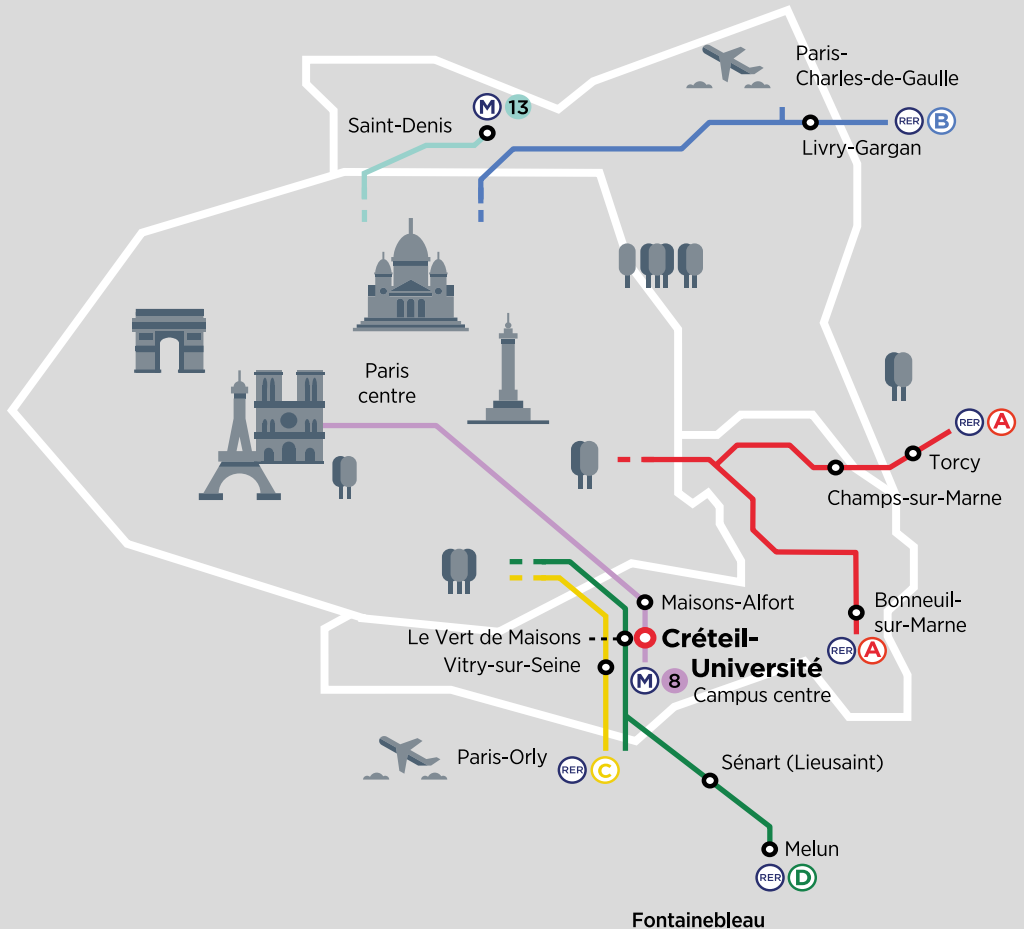 Paris-
Charles-de-Gaulle
M 13
Saint-Denis
RER B
Livry-Gargan
Paris
centre
RER A
Torcy
Champs-sur-Marne
Maisons-Alfort
Bonneuil-
sur-Marne
RER A
Le Vert de Maisons
Créteil-
Université
Vitry-sur-Seine
M 8
Campus centre
Paris-Orly
RER C
Sénart (Lieusaint)
Melun
RER D
Fontainebleau